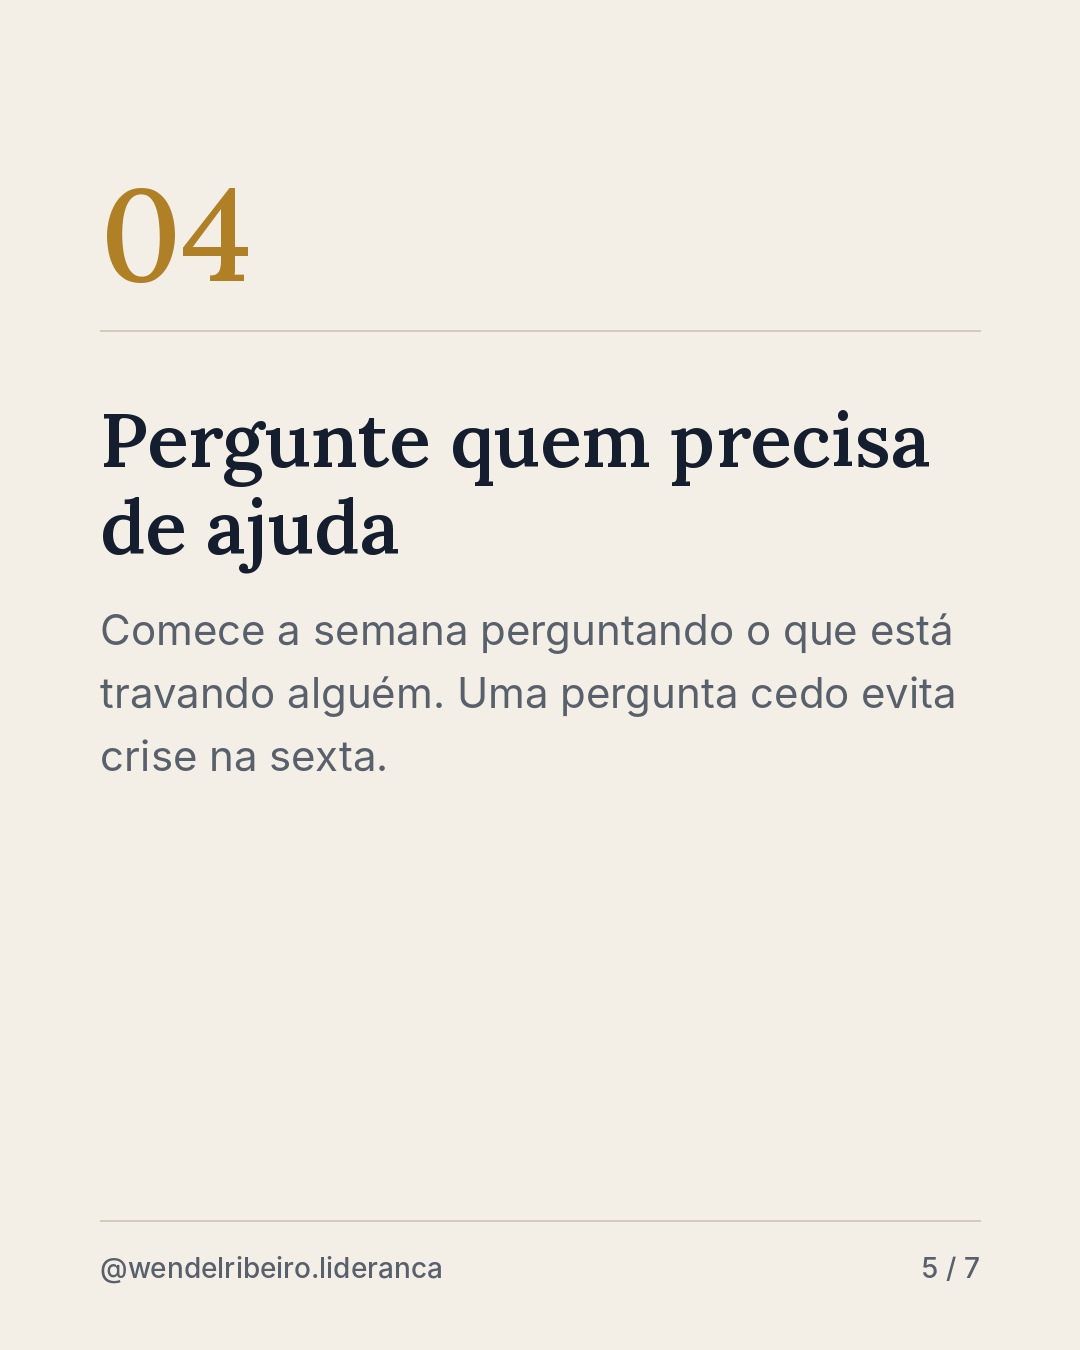 04
Pergunte quem precisa
de ajuda
Comece a semana perguntando o que está
travando alguém. Uma pergunta cedo evita
crise na sexta.
@wendelribeiro.lideranca
5 / 7